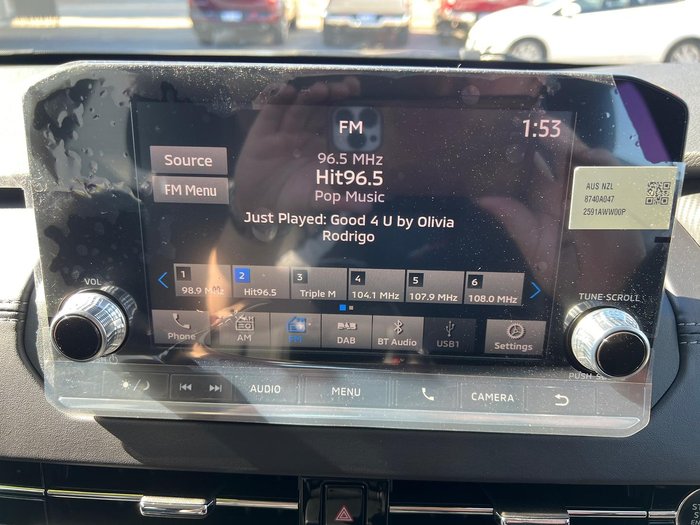 FM
1:53
Source
96.5 MHz
Hit96.5
FM Menu
Pop Music
Just Played: Good 4 U by Olivia
Rodrigo
AUS NZL
8740A047
2591AWW00P
1
98.9 MHz
2
Hit96.5
3
Triple M
4
104.1 MHz
5
107.9 MHz
6
108.0 MHz
VOL
TUNE·SCROLL
Phone
AM
FM
DAB
BT Audio
USB1
Settings
AUDIO
MENU
CAMERA